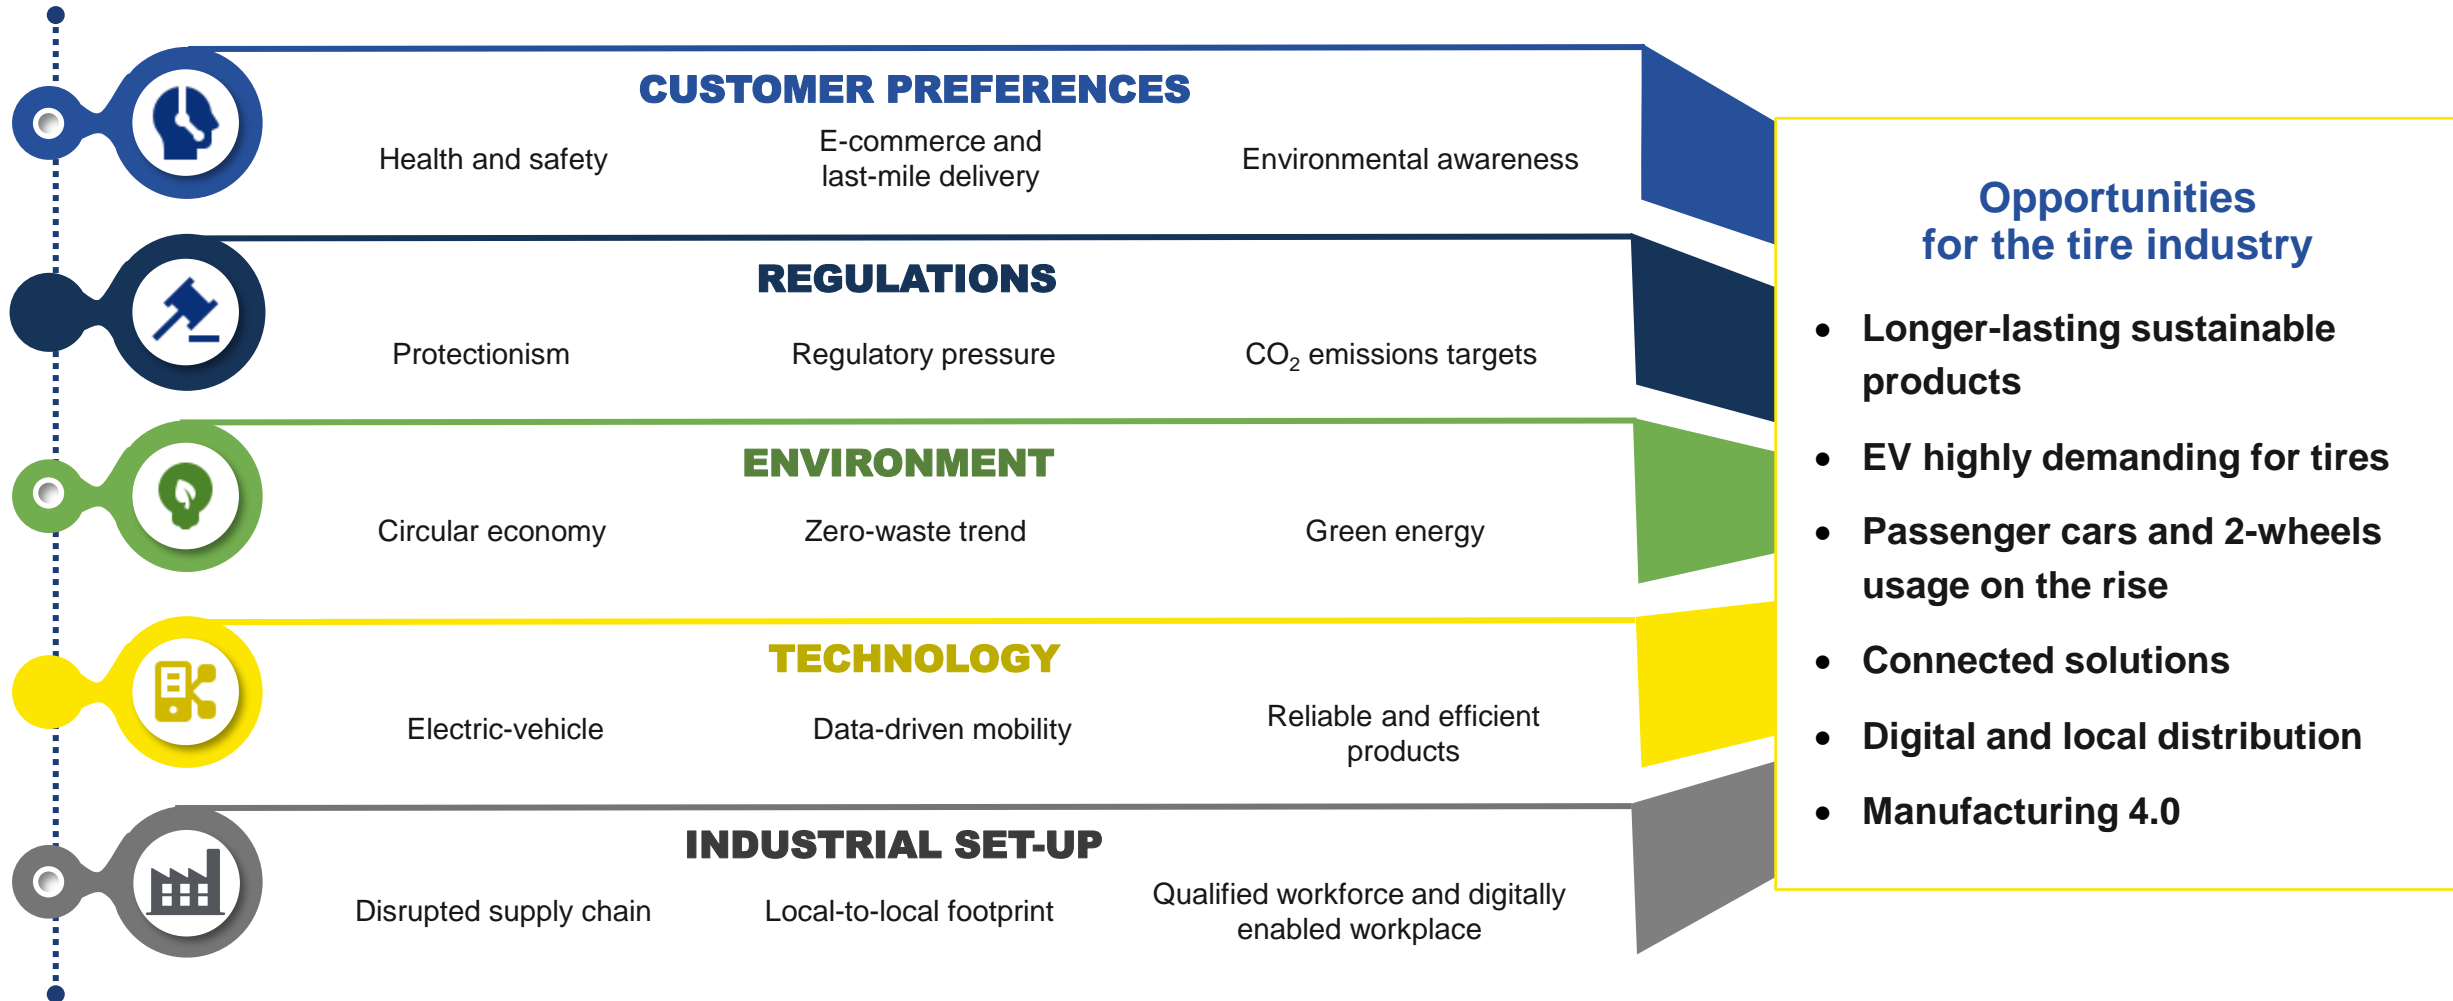 CUSTOMER PREFERENCES
Health and safety
E-commerce and
last-mile delivery
Environmental awareness
REGULATIONS
Protectionism
Regulatory pressure
CO₂ emissions targets
ENVIRONMENT
Circular economy
Zero-waste trend
Green energy
TECHNOLOGY
Electric-vehicle
Data-driven mobility
Reliable and efficient
products
INDUSTRIAL SET-UP
Disrupted supply chain
Local-to-local footprint
Qualified workforce and digitally
enabled workplace
Opportunities
for the tire industry
• Longer-lasting sustainable
products
• EV highly demanding for tires
• Passenger cars and 2-wheels
usage on the rise
• Connected solutions
• Digital and local distribution
• Manufacturing 4.0